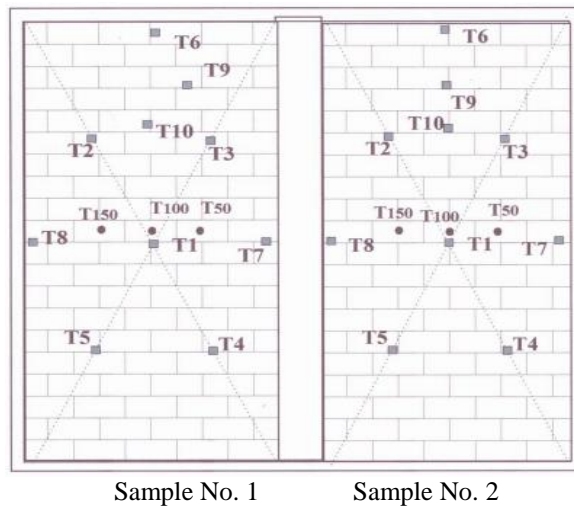 T6 T6
T9 T9
T10 T10
T2 T3 T2 T3
T150 T100 T50 T150 T100 T50
T8 T1 T7 T8 T1 T7
T5 T4 T5 T4
Sample No. 1 Sample No. 2